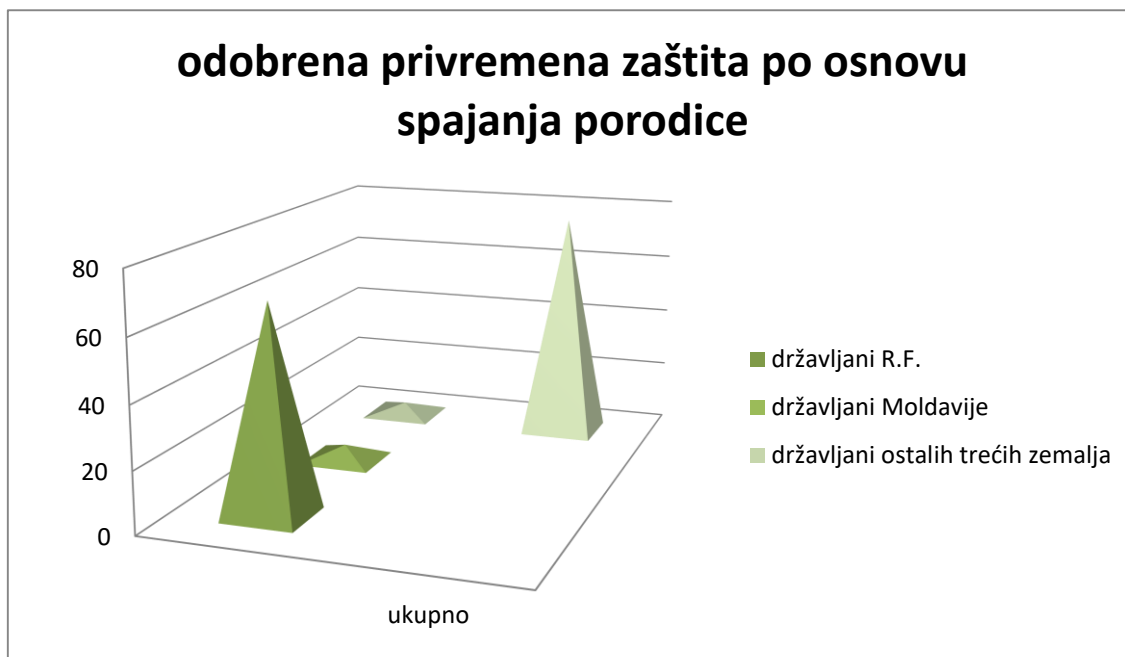 odobrena privremena zaštita po osnovu
spajanja porodice
80
60
40
20
0
ukupno
državljani R.F.
državljani Moldavije
državljani ostalih trećih zemalja